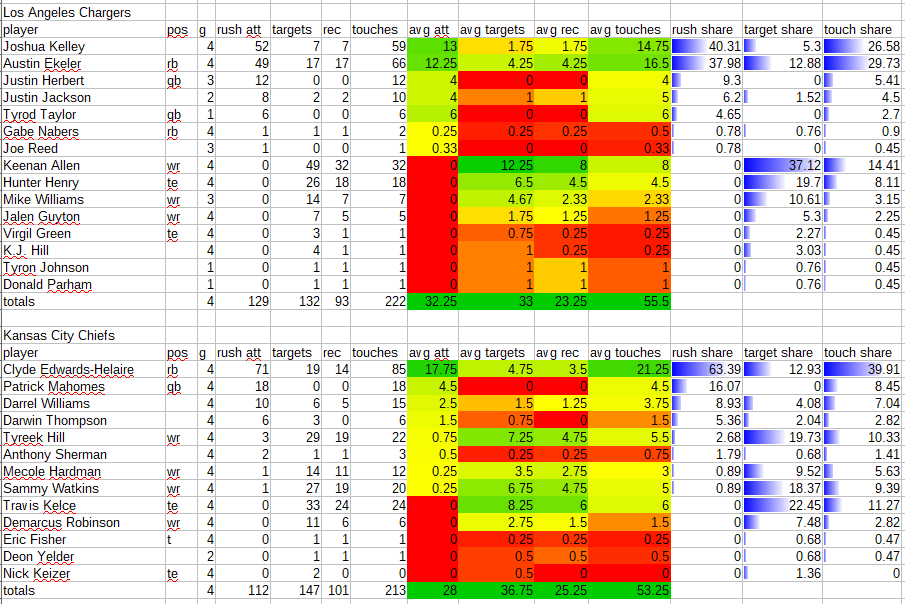 Los Angeles Chargers
player pos g rush att targets rec touches avg att avg targets avg rec avg touches rush share target share touch share
Joshua Kelley 4 52 7 7 59 13 1.75 1.75 14.75 40.31 5.3 26.58
Austin Ekeler rb 4 49 17 17 66 12.25 4.25 4.25 16.5 37.98 12.88 29.73
Justin Herbert qb 3 12 0 0 12 4 0 0 4 9.3 0 5.41
Justin Jackson 2 8 2 2 10 4 1 1 5 6.2 1.52 4.5
Tyrod Taylor qb 1 6 0 0 6 6 0 0 6 4.65 0 2.7
Gabe Nabers rb 4 1 1 1 2 0.25 0.25 0.25 0.5 0.78 0.76 0.9
Joe Reed 3 1 0 0 1 0.33 0 0 0.33 0.78 0 0.45
Keenan Allen wr 4 0 49 32 32 0 12.25 8 8 0 37.12 14.41
Hunter Henry te 4 0 26 18 18 0 6.5 4.5 4.5 0 19.7 8.11
Mike Williams wr 3 0 14 7 7 0 4.67 2.33 2.33 0 10.61 3.15
Jalen Guyton wr 4 0 7 5 5 0 1.75 1.25 1.25 0 5.3 2.25
Virgil Green te 4 0 3 1 1 0 0.75 0.25 0.25 0 2.27 0.45
K.J. Hill 4 0 4 1 1 0 1 0.25 0.25 0 3.03 0.45
Tyron Johnson 1 0 1 1 1 0 1 1 1 0 0.76 0.45
Donald Parham 1 0 1 1 1 0 1 1 1 0 0.76 0.45
totals 4 129 132 93 222 32.25 33 23.25 55.5
Kansas City Chiefs
player pos g rush att targets rec touches avg att avg targets avg rec avg touches rush share target share touch share
Clyde Edwards-Helaire rb 4 71 19 14 85 17.75 4.75 3.5 21.25 63.39 12.93 39.91
Patrick Mahomes qb 4 18 0 0 18 4.5 0 0 4.5 16.07 0 8.45
Darrel Williams 4 10 6 5 15 2.5 1.5 1.25 3.75 8.93 4.08 7.04
Darwin Thompson 4 6 3 0 6 1.5 0.75 0 1.5 5.36 2.04 2.82
Tyreek Hill wr 4 3 29 19 22 0.75 7.25 4.75 5.5 2.68 19.73 10.33
Anthony Sherman 4 2 1 1 3 0.5 0.25 0.25 0.75 1.79 0.68 1.41
Mecole Hardman wr 4 1 14 11 12 0.25 3.5 2.75 3 0.89 9.52 5.63
Sammy Watkins wr 4 1 27 19 20 0.25 6.75 4.75 5 0.89 18.37 9.39
Travis Kelce te 4 0 33 24 24 0 8.25 6 6 0 22.45 11.27
Demarcus Robinson wr 4 0 11 6 6 0 2.75 1.5 1.5 0 7.48 2.82
Eric Fisher t 4 0 1 1 1 0 0.25 0.25 0.25 0 0.68 0.47
Deon Yelder 2 0 1 1 1 0 0.5 0.5 0.5 0 0.68 0.47
Nick Keizer te 4 0 2 0 0 0 0.5 0 0 0 1.36 0
totals 4 112 147 101 213 28 36.75 25.25 53.25